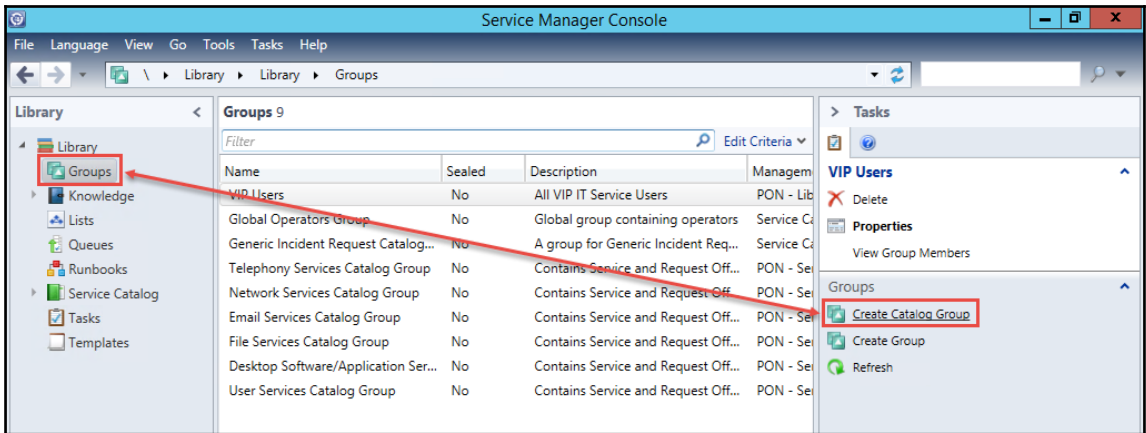 Service Manager Console
File Language View Go Tools Tasks Help
\ Library Library Groups
Library
Library
Groups
Knowledge
Lists
Queues
Runbooks
Service Catalog
Tasks
Templates
Groups 9
Filter Edit Criteria
Name Sealed Description Managem
VIP Users No All VIP IT Service Users PON - Lib
Global Operators Group No Global group containing operators Service Ca
Generic Incident Request Catalog... No A group for Generic Incident Req... Service Ca
Telephony Services Catalog Group No Contains Service and Request Off... PON - Ser
Network Services Catalog Group No Contains Service and Request Off... PON - Ser
Email Services Catalog Group No Contains Service and Request Off... PON - Ser
File Services Catalog Group No Contains Service and Request Off... PON - Ser
Desktop Software/Application Ser... No Contains Service and Request Off... PON - Ser
User Services Catalog Group No Contains Service and Request Off... PON - Ser
Tasks
VIP Users
Delete
Properties
View Group Members
Groups
Create Catalog Group
Create Group
Refresh